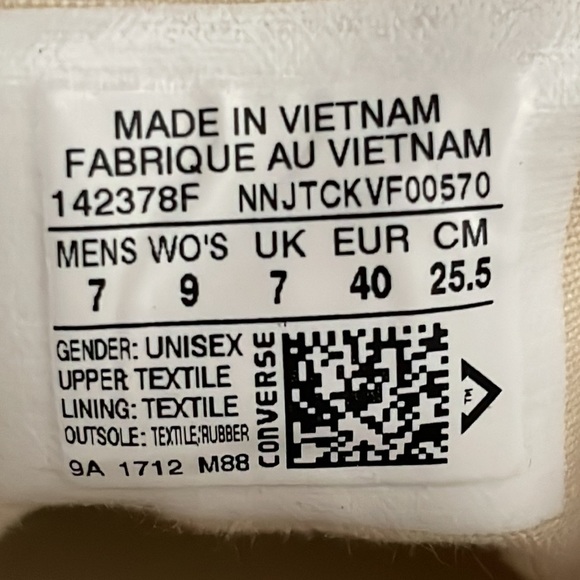 MADE IN VIETNAM
FABRIQUE AU VIETNAM
142378F NNJTCKVF00570
MENS WO'S UK EUR CM
7 9 7 40 25.5
GENDER: UNISEX
UPPER TEXTILE
LINING: TEXTILE
OUTSOLE: TEXTILE/RUBBER
9A 1712 M88
CONVERSE
TM